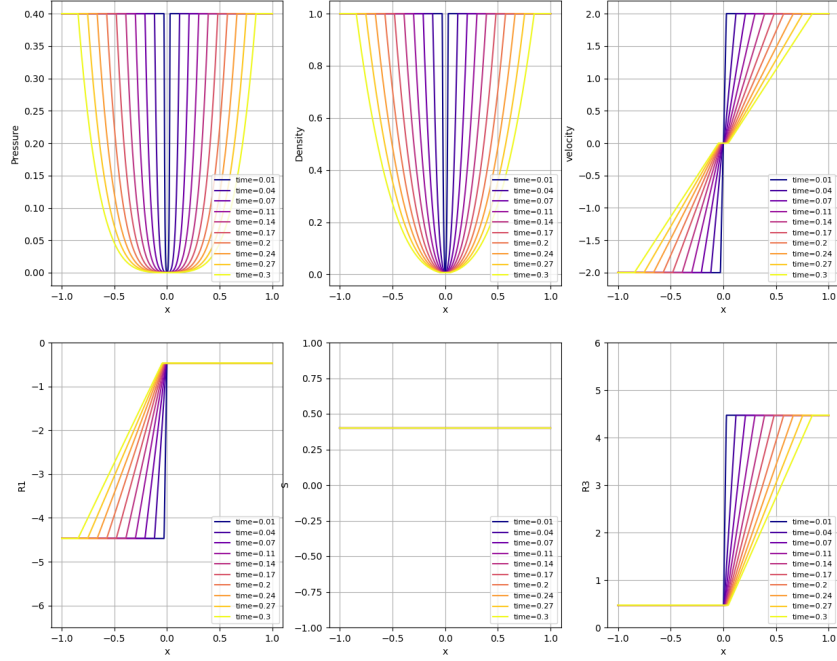 0.40
0.35
0.30
0.25
0.20
0.15
0.10
0.05
0.00
Pressure
-1.0 -0.5 0.0 0.5 1.0
x
time=0.01
time=0.04
time=0.07
time=0.11
time=0.14
time=0.17
time=0.2
time=0.24
time=0.27
time=0.3
1.0
0.8
0.6
0.4
0.2
0.0
Density
-1.0 -0.5 0.0 0.5 1.0
x
time=0.01
time=0.04
time=0.07
time=0.11
time=0.14
time=0.17
time=0.2
time=0.24
time=0.27
time=0.3
2.0
1.5
1.0
0.5
0.0
-0.5
-1.0
-1.5
-2.0
velocity
-1.0 -0.5 0.0 0.5 1.0
x
time=0.01
time=0.04
time=0.07
time=0.11
time=0.14
time=0.17
time=0.2
time=0.24
time=0.27
time=0.3
0
-1
-2
-3
-4
-5
-6
R1
-1.0 -0.5 0.0 0.5 1.0
x
time=0.01
time=0.04
time=0.07
time=0.11
time=0.14
time=0.17
time=0.2
time=0.24
time=0.27
time=0.3
1.00
0.75
0.50
0.25
0.00
-0.25
-0.50
-0.75
-1.00
S
-1.0 -0.5 0.0 0.5 1.0
x
time=0.01
time=0.04
time=0.07
time=0.11
time=0.14
time=0.17
time=0.2
time=0.24
time=0.27
time=0.3
6
5
4
3
2
1
0
R3
-1.0 -0.5 0.0 0.5 1.0
x
time=0.01
time=0.04
time=0.07
time=0.11
time=0.14
time=0.17
time=0.2
time=0.24
time=0.27
time=0.3